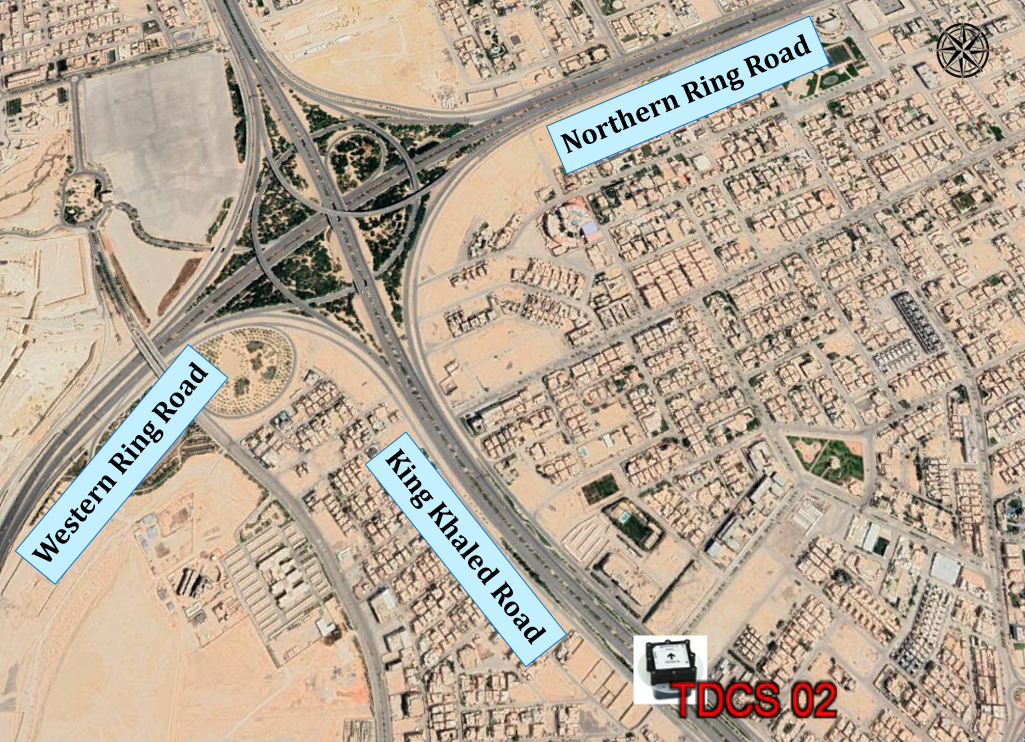 Northern Ring Road
Western Ring Road
King Khaled Road
TDCS 02